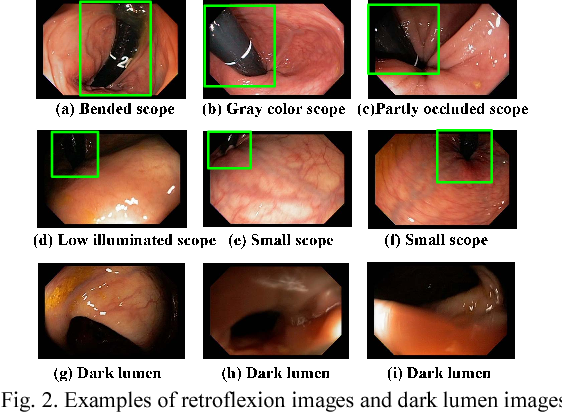 2
(a) Bended scope
(b) Gray color scope
(c)Partly occluded scope
(d) Low illuminated scope
(e) Small scope
(f) Small scope
(g) Dark lumen
(h) Dark lumen
(i) Dark lumen
Fig. 2. Examples of retroflexion images and dark lumen images